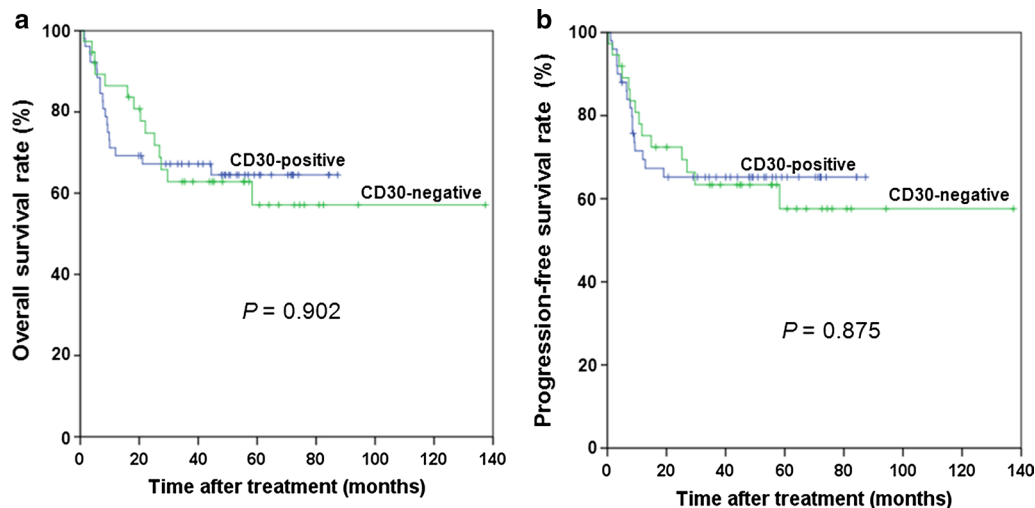 a
Overall survival rate (%)
100
80
60
40
20
0
CD30-positive
CD30-negative
P = 0.902
0 20 40 60 80 100 120 140
Time after treatment (months)
b
Progression-free survival rate (%)
100
80
60
40
20
0
CD30-positive
CD30-negative
P = 0.875
0 20 40 60 80 100 120 140
Time after treatment (months)